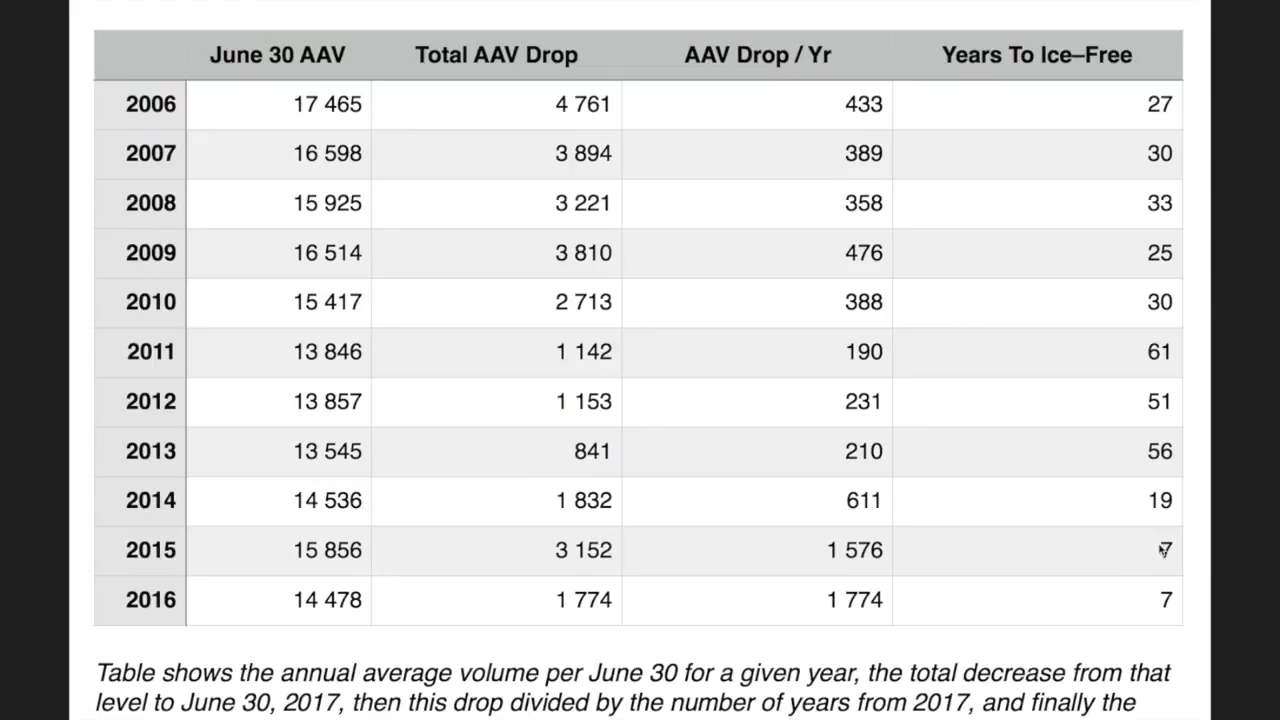 June 30 AAV Total AAV Drop AAV Drop / Yr Years To Ice–Free
2006 17 465 4 761 433 27
2007 16 598 3 894 389 30
2008 15 925 3 221 358 33
2009 16 514 3 810 476 25
2010 15 417 2 713 388 30
2011 13 846 1 142 190 61
2012 13 857 1 153 231 51
2013 13 545 841 210 56
2014 14 536 1 832 611 19
2015 15 856 3 152 1 576 7
2016 14 478 1 774 1 774 7
Table shows the annual average volume per June 30 for a given year, the total decrease from that
level to June 30, 2017, then this drop divided by the number of years from 2017, and finally the